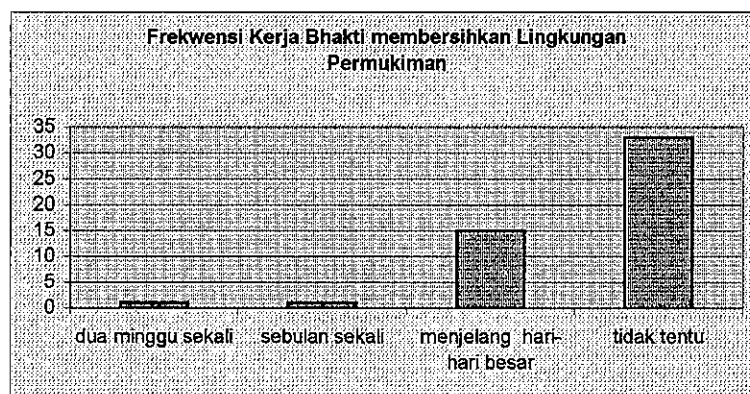 Frekwensi Kerja Bhakti membersihkan Lingkungan
Permukiman
35
30
25
20
15
10
5
0
dua minggu sekali
sebulan sekali
menjelang hari-
hari besar
tidak tentu